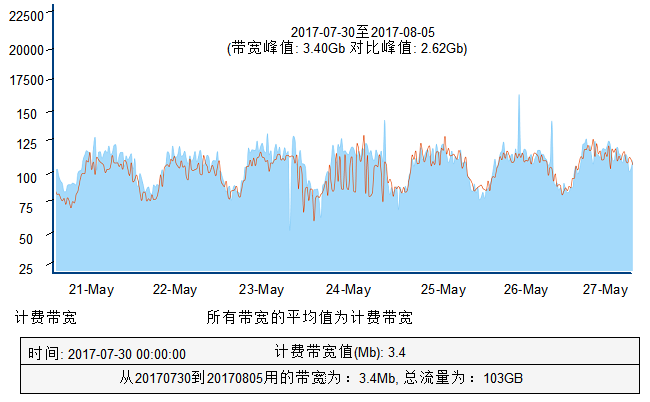 2017-07-30至2017-08-05
(带宽峰值: 3.40Gb 对比峰值: 2.62Gb)
22500
20000
17500
150
125
100
75
50
25
21-May 22-May 23-May 24-May 25-May 26-May 27-May
计费带宽 所有带宽的平均值为计费带宽
时间: 2017-07-30 00:00:00 计费带宽值(Mb): 3.4
从20170730到20170805用的带宽为： 3.4Mb, 总流量为： 103GB